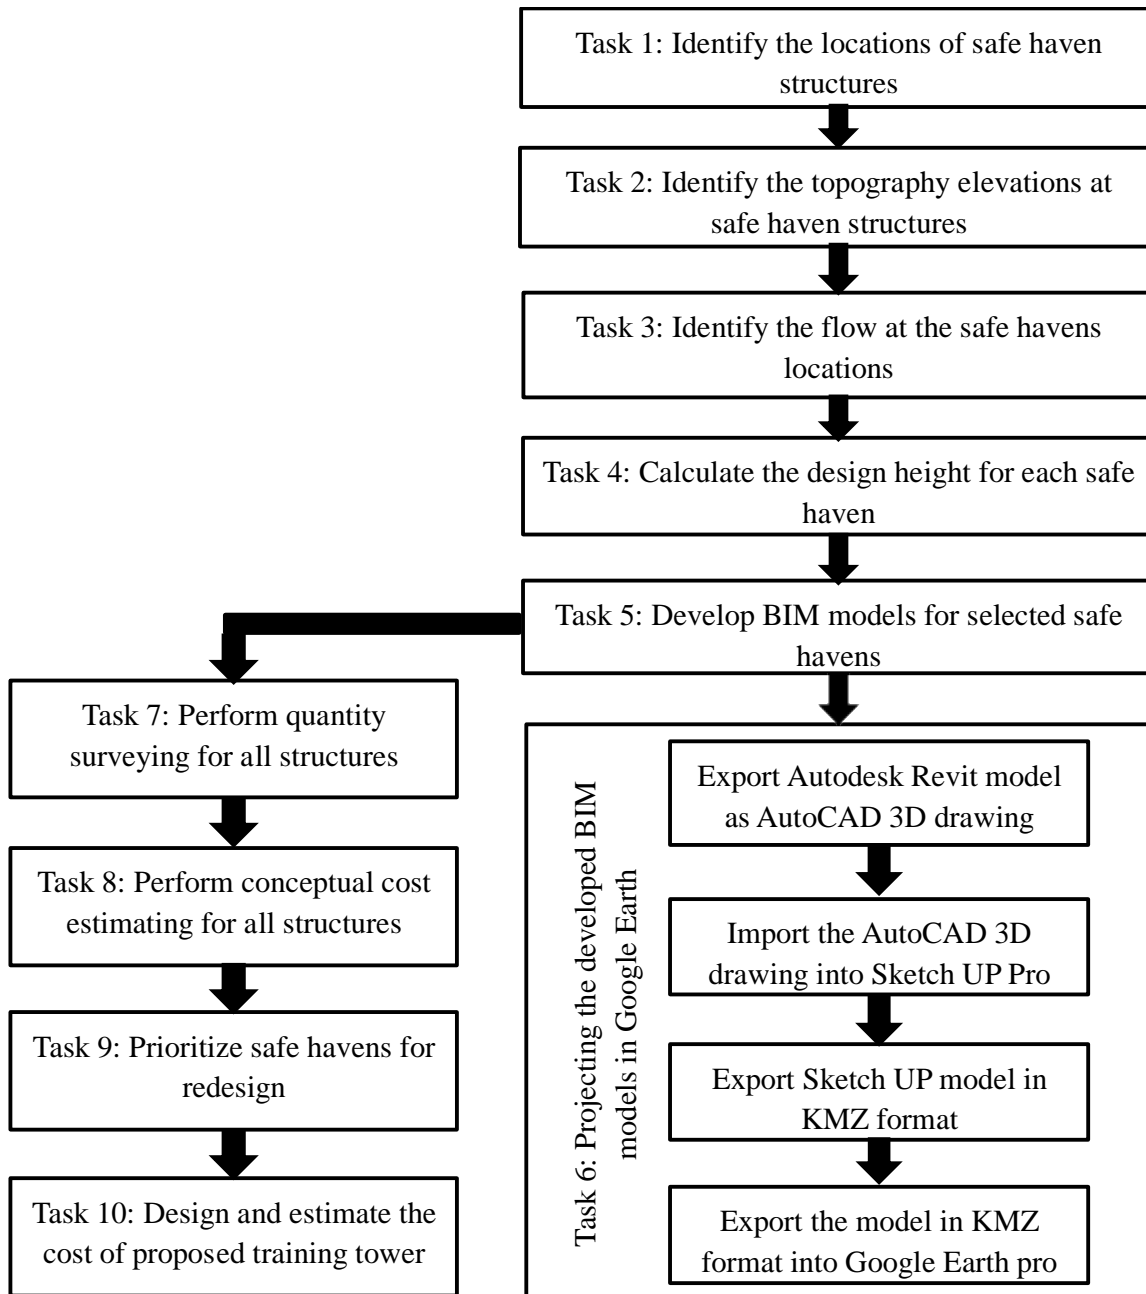 Task 1: Identify the locations of safe haven
structures
Task 2: Identify the topography elevations at
safe haven structures
Task 3: Identify the flow at the safe havens
locations
Task 4: Calculate the design height for each safe
haven
Task 5: Develop BIM models for selected safe
havens
Task 6: Projecting the developed BIM
models in Google Earth
Export Autodesk Revit model
as AutoCAD 3D drawing
Import the AutoCAD 3D
drawing into Sketch UP Pro
Export Sketch UP model in
KMZ format
Export the model in KMZ
format into Google Earth pro
Task 7: Perform quantity
surveying for all structures
Task 8: Perform conceptual cost
estimating for all structures
Task 9: Prioritize safe havens for
redesign
Task 10: Design and estimate the
cost of proposed training tower